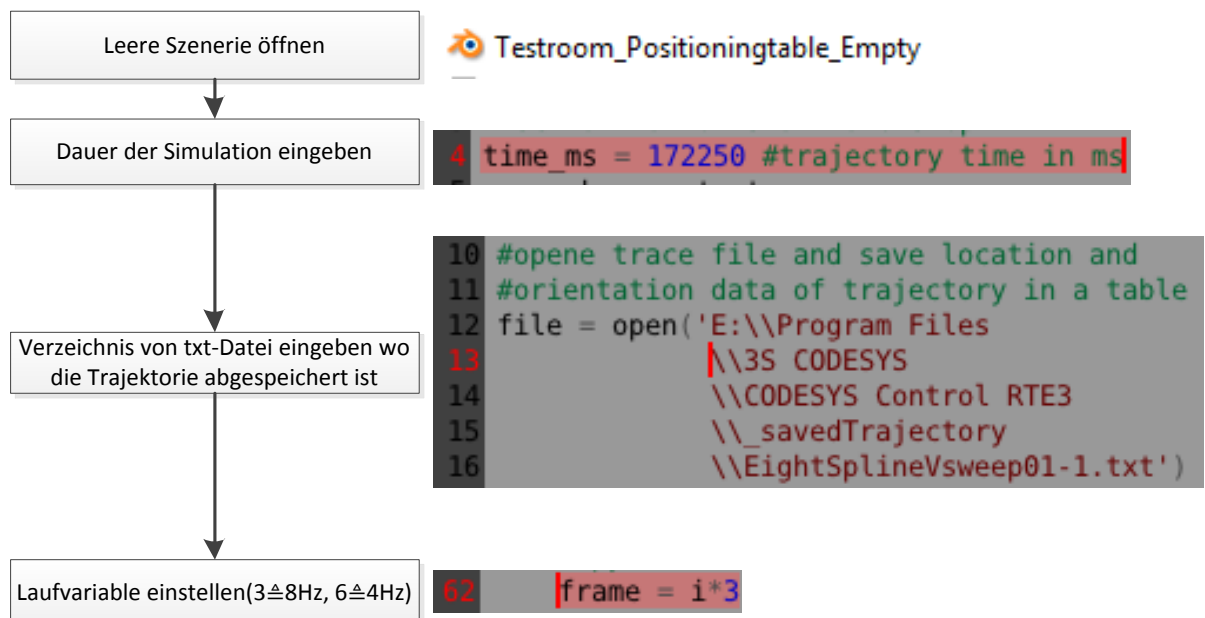 Leere Szenerie öffnen
Testroom_Positioningtable_Empty
Dauer der Simulation eingeben
4 time_ms = 172250 #trajectory time in ms
10 #opene trace file and save location and
11 #orientation data of trajectory in a table
12 file = open('E:\\Program Files
13 \\3S CODESYS
14 \\CODESYS Control RTE3
15 \\_savedTrajectory
16 \\EightSplineVsweep01-1.txt')
Verzeichnis von txt-Datei eingeben wo
die Trajektorie abgespeichert ist
Laufvariable einstellen(3≙8Hz, 6≙4Hz)
62 frame = i*3